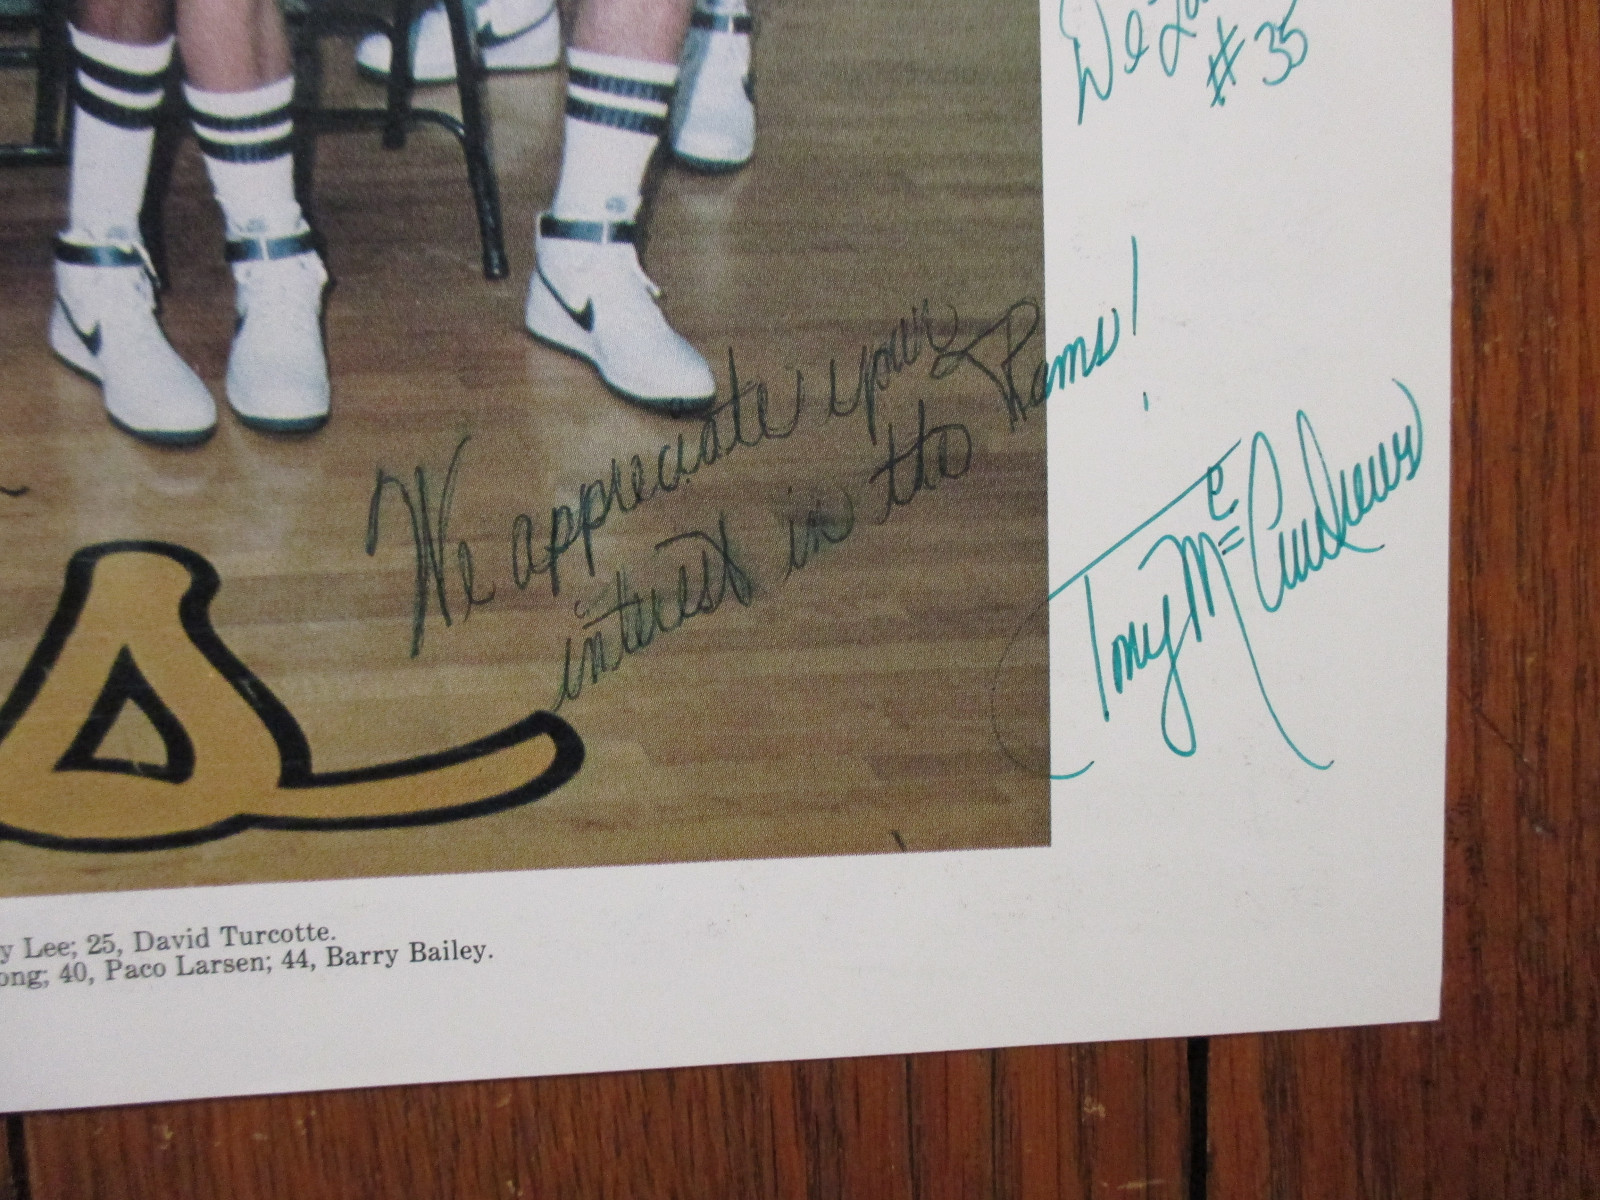 #35
We appreciate your
interest in the Rams!
Tony McAndrews
y Lee; 25, David Turcotte.
ong; 40, Paco Larsen; 44, Barry Bailey.